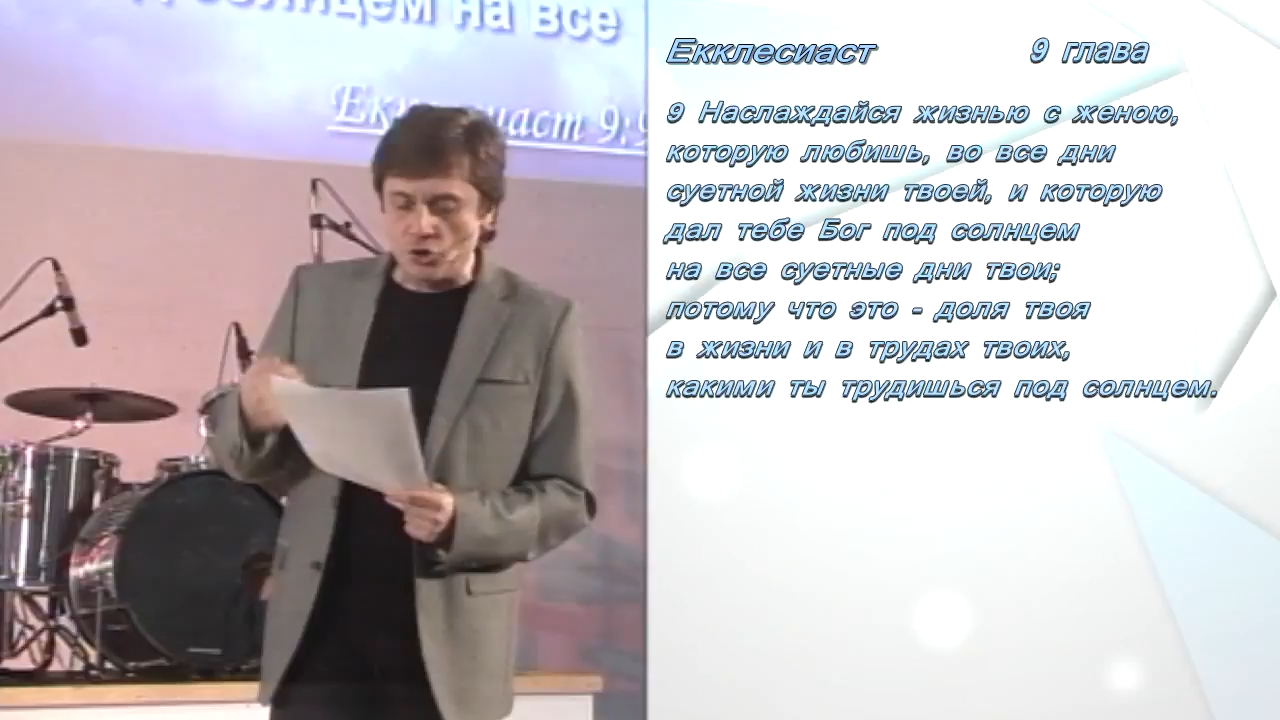 на все
9:9
Екклесиаст 9 глава
9 Наслаждайся жизнью с женою,
которую любишь, во все дни
суетной жизни твоей, и которую
дал тебе Бог под солнцем
на все суетные дни твои;
потому что это - доля твоя
в жизни и в трудах твоих,
какими ты трудишься под солнцем.